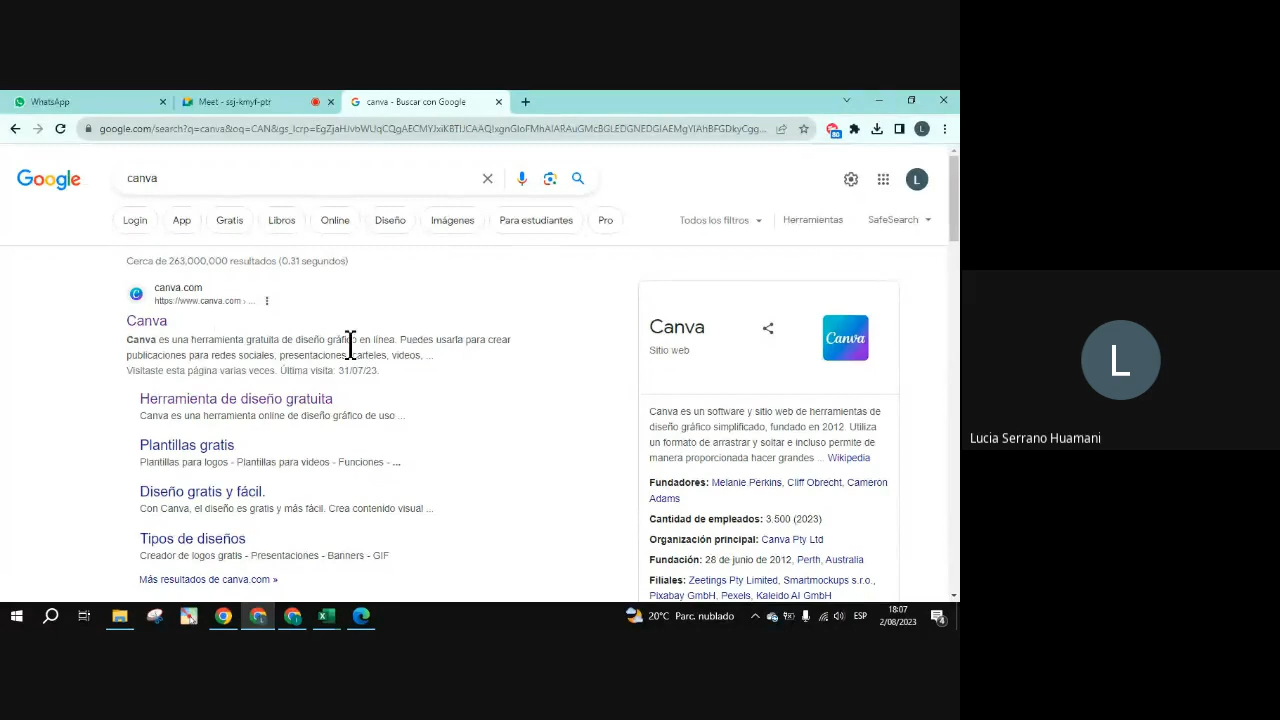 WhatsApp
Meet - ssj-kmyf-ptr
canva - Buscar con Google
google.com/search?q=canva&oq=CAN&gs_lcrp=
canva
Google
L
Login
App
Gratis
Libros
Online
Diseño
Imágenes
Para estudiantes
Pro
Todos los filtros
Herramientas
SafeSearch
Cerca de 263,000,000 resultados (0.31 segundos)
canva.com
https://www.canva.com › ...
Canva
Canva es una herramienta gratuita de diseño gráfico en línea. Puedes usarla para crear
publicaciones para redes sociales, presentaciones, carteles, videos, ...
Visitaste esta página varias veces. Última visita: 31/07/23.
Herramienta de diseño gratuita
Canva es una herramienta online de diseño gráfico de uso ...
Plantillas gratis
Plantillas para logos - Plantillas para videos - Funciones - ...
Diseño gratis y fácil.
Con Canva, el diseño es gratis y más fácil. Crea contenido visual ...
Tipos de diseños
Creador de logos gratis - Presentaciones - Banners - GIF
Más resultados de canva.com »
Canva
Sitio web
Canva
Canva es un software y sitio web de herramientas de
diseño gráfico simplificado, fundado en 2012. Utiliza
un formato de arrastrar y soltar e incluso permite de
manera proporcionada hacer grandes ... Wikipedia
Fundadores: Melanie Perkins, Cliff Obrecht, Cameron
Adams
Cantidad de empleados: 3.500 (2023)
Organización principal: Canva Pty Ltd
Fundación: 28 de junio de 2012, Perth, Australia
Filiales: Zeetings Pty Limited, Smartmockups s.r.o.,
Pixabay GmbH, Pexels, Kaleido AI GmbH
20°C Parc. nublado
ESP
18:07
2/08/2023
4
L
Lucia Serrano Huamani